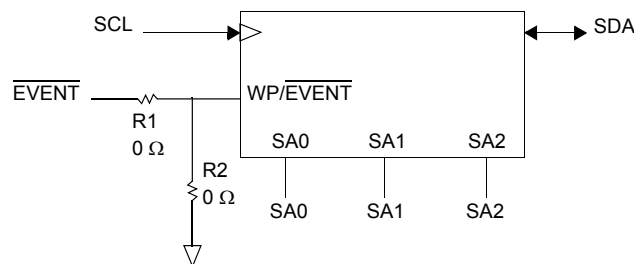 SCL
SDA
EVENT
WP/EVENT
R1
0 Ω
R2
0 Ω
SA0 SA1 SA2
SA0 SA1 SA2